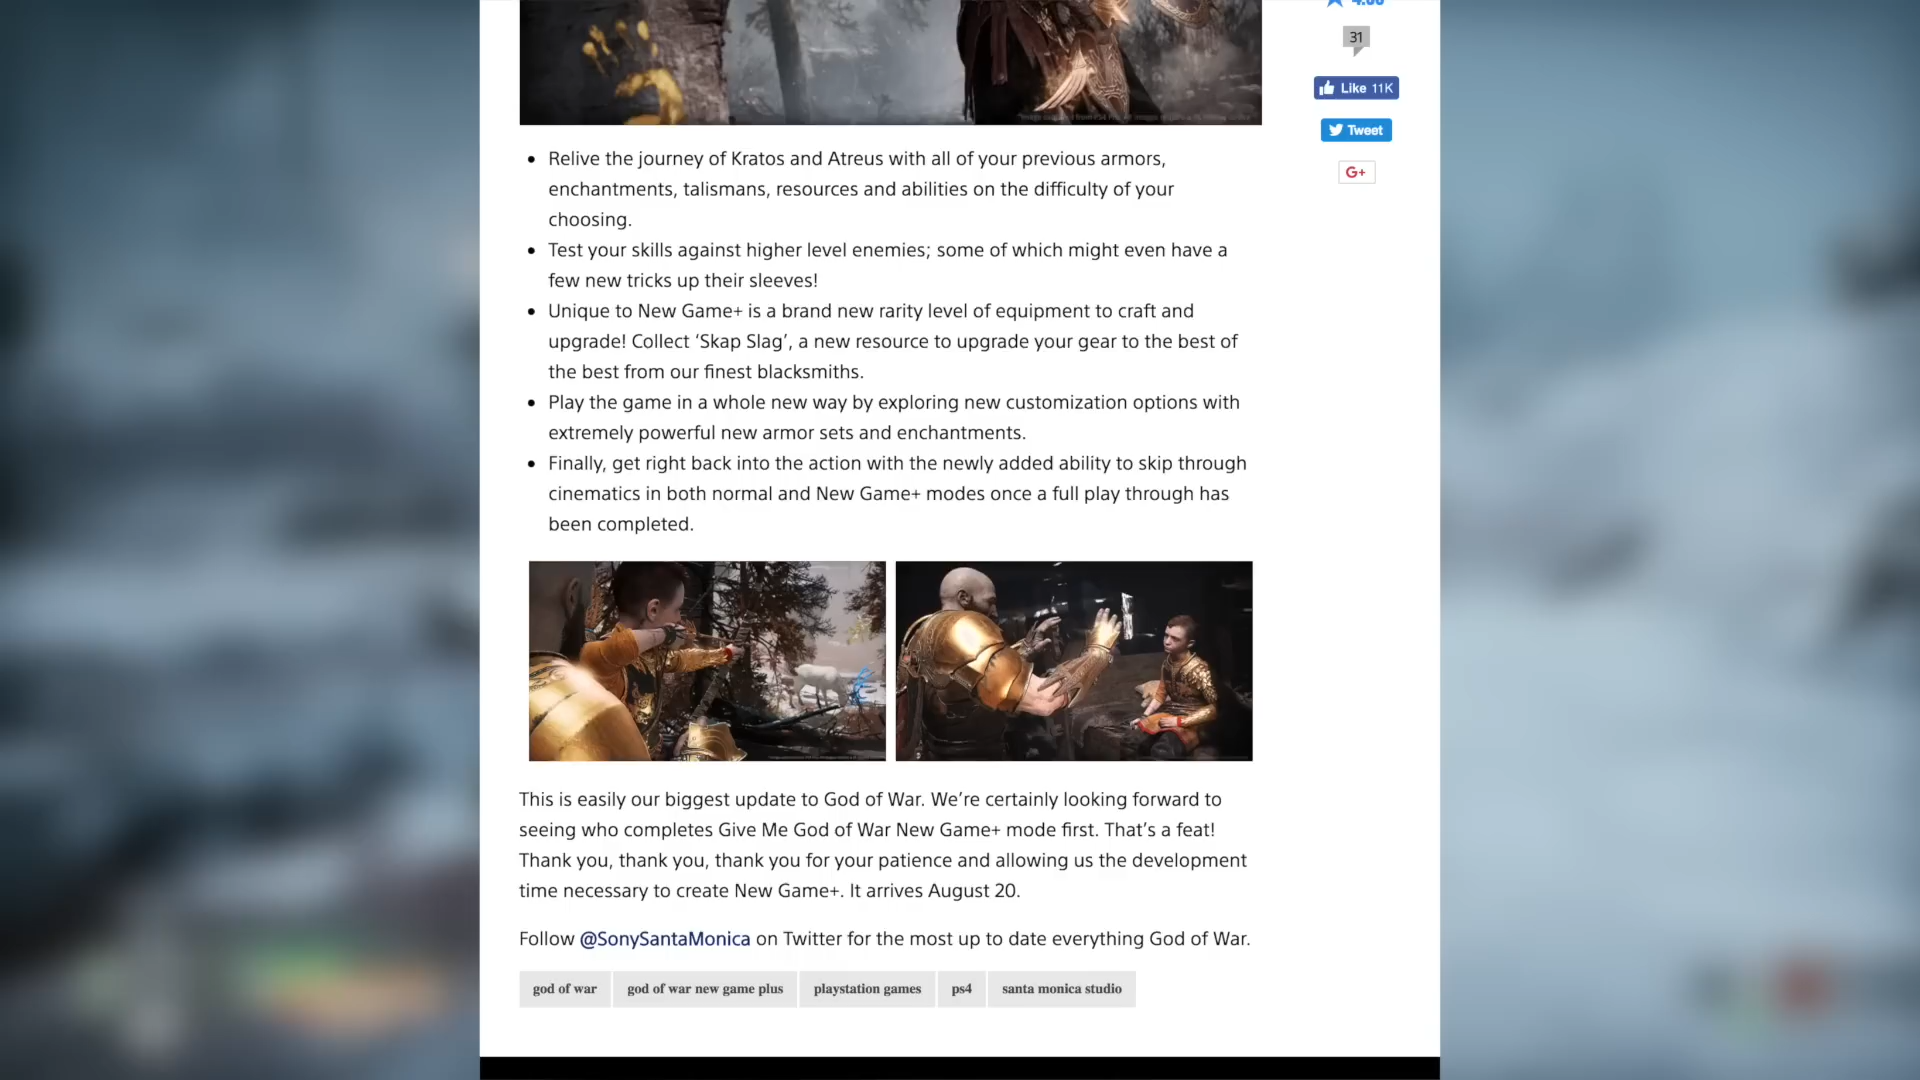 4.00
31
Like 11K
Tweet
G+
Relive the journey of Kratos and Atreus with all of your previous armors,
enchantments, talismans, resources and abilities on the difficulty of your
choosing.
Test your skills against higher level enemies; some of which might even have a
few new tricks up their sleeves!
Unique to New Game+ is a brand new rarity level of equipment to craft and
upgrade! Collect ‘Skap Slag’, a new resource to upgrade your gear to the best of
the best from our finest blacksmiths.
Play the game in a whole new way by exploring new customization options with
extremely powerful new armor sets and enchantments.
Finally, get right back into the action with the newly added ability to skip through
cinematics in both normal and New Game+ modes once a full play through has
been completed.
This is easily our biggest update to God of War. We’re certainly looking forward to
seeing who completes Give Me God of War New Game+ mode first. That’s a feat!
Thank you, thank you, thank you for your patience and allowing us the development
time necessary to create New Game+. It arrives August 20.
Follow @SonySantaMonica on Twitter for the most up to date everything God of War.
god of war
god of war new game plus
playstation games
ps4
santa monica studio